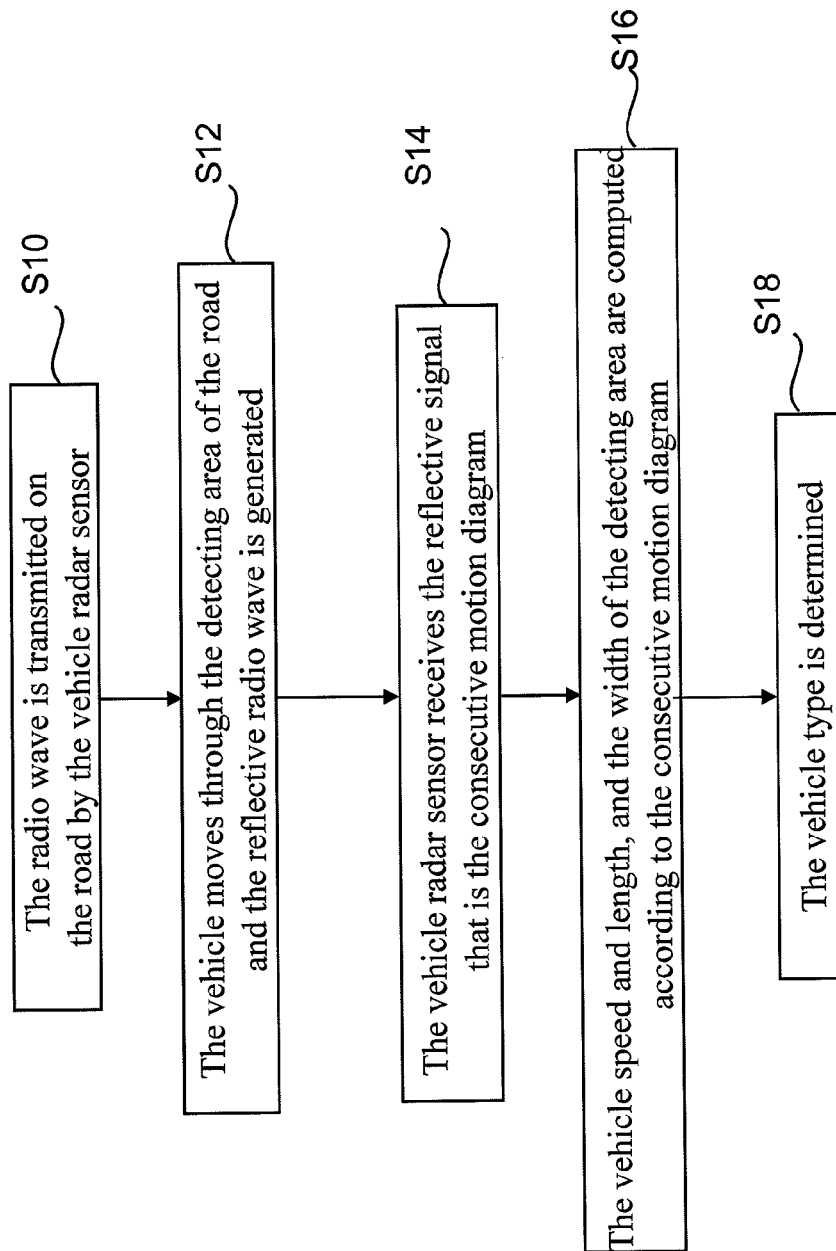 S10
The radio wave is transmitted on
the road by the vehicle radar sensor
S12
The vehicle moves through the detecting area of the road
and the reflective radio wave is generated
S14
The vehicle radar sensor receives the reflective signal
that is the consecutive motion diagram
S16
The vehicle speed and length, and the width of the detecting area are computed
according to the consecutive motion diagram
S18
The vehicle type is determined